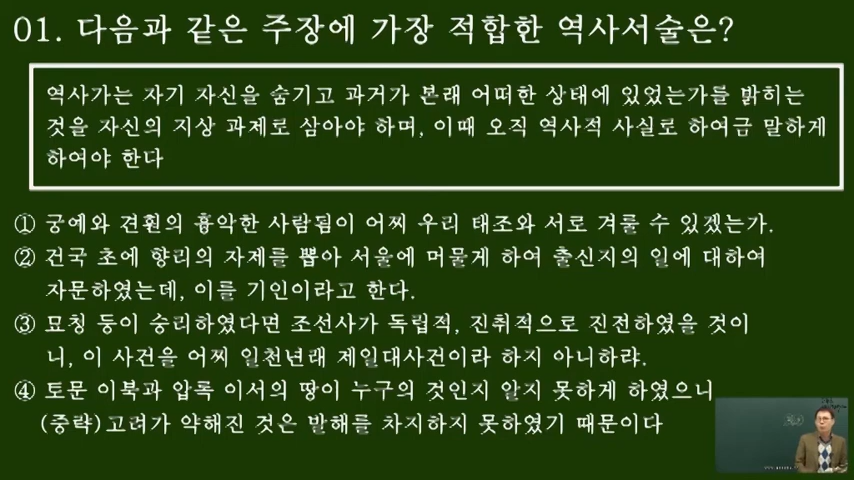 01. 다음과 같은 주장에 가장 적합한 역사서술은?
역사가는 자기 자신을 숨기고 과거가 본래 어떠한 상태에 있었는가를 밝히는
것을 자신의 지상 과제로 삼아야 하며, 이때 오직 역사적 사실로 하여금 말하게
하여야 한다
① 궁예와 견훤의 흉악한 사람됨이 어찌 우리 태조와 서로 겨룰 수 있겠는가.
② 건국 초에 향리의 자제를 뽑아 서울에 머물게 하여 출신지의 일에 대하여
자문하였는데, 이를 기인이라고 한다.
③ 묘청 등이 승리하였다면 조선사가 독립적, 진취적으로 진전하였을 것이
니, 이 사건을 어찌 일천년래 제일대사건이라 하지 아니하랴.
④ 토문 이북과 압록 이서의 땅이 누구의 것인지 알지 못하게 하였으니
(중략)고려가 약해진 것은 발해를 차지하지 못하였기 때문이다